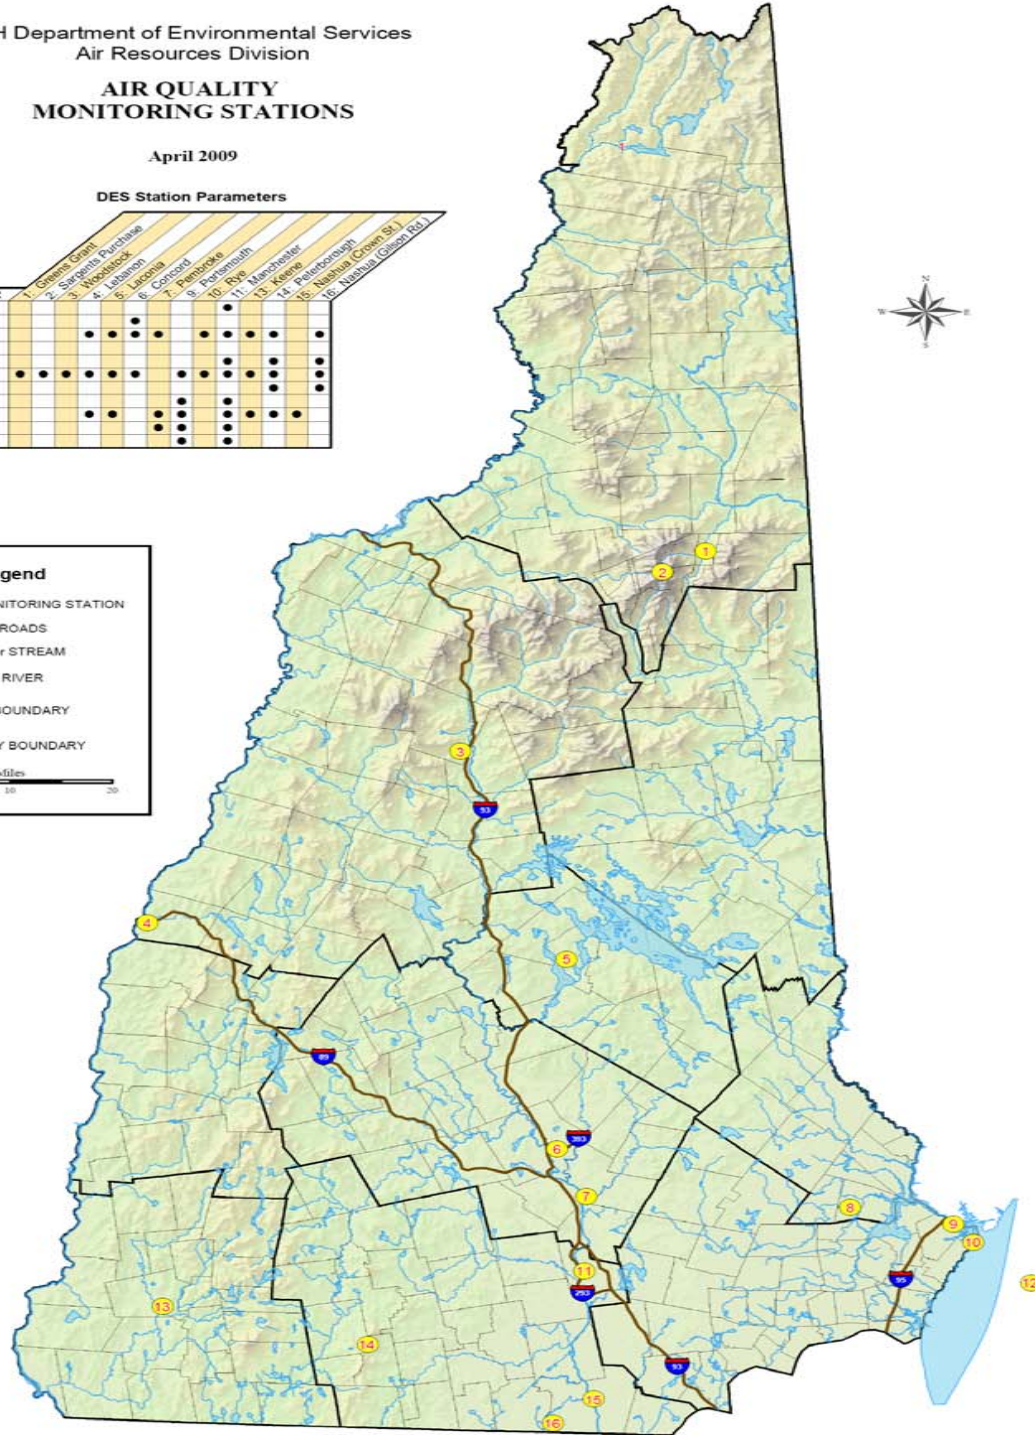 H Department of Environmental Services
Air Resources Division
AIR QUALITY
MONITORING STATIONS
April 2009
DES Station Parameters
1: Greens Grant
2: Sargents Purchase
3: Woodstock
4: Lebanon
5: Laconia
6: Concord
7: Pembroke
9: Portsmouth
10: Rye
11: Manchester
13: Keene
14: Peterborough
15: Nashua (Crown St.)
16: Nashua (Gilson Rd.)
N
W E
S
gend
NITORING STATION
ROADS
r STREAM
RIVER
BOUNDARY
Y BOUNDARY
Miles
10 20
1
1
2
3
93
4
5
89
393
6
7
8
9
10
11
95
12
293
13
14
93
15
16